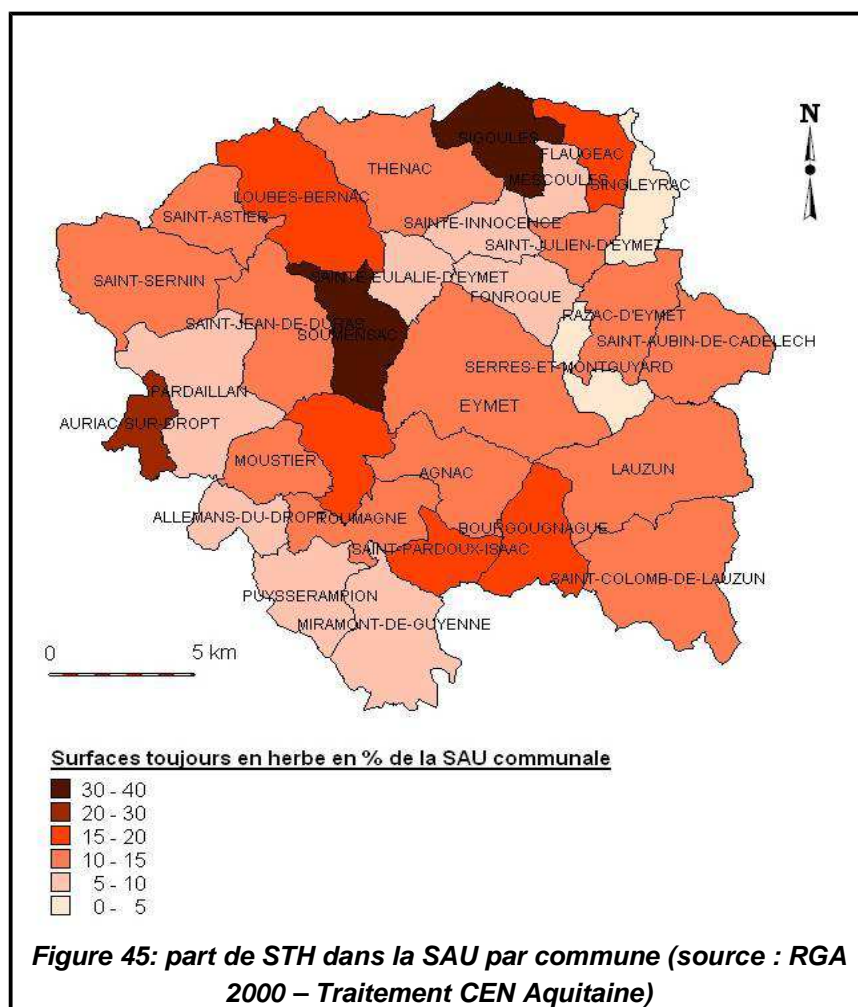 N
SIGOULES
FLAUGEAC
THENAC
MESCOULES
SINGLEYRAC
LOUBES-BERNAC
SAINT-ASTIER
SAINTE-INNOCENCE
SAINT-JULIEN-D'EYMET
SAINTE-EULALIE-D'EYMET
SAINT-SERNIN
FONROQUE
RAZAC-D'EYMET
SAINT-JEAN-DE-DURAS
SOUMENSAC
SAINT-AUBIN-DE-CADELECH
SERRES-ET-MONTGUYARD
PARDAILLAN
EYMET
AURIAC-SUR-DROPT
MOUSTIER
AGNAC
LAUZUN
ALLEMANS-DU-DROPT
ROUMAGNE
BOURGOUGNAGUE
SAINT-PARDOUX-ISAAC
SAINT-COLOMB-DE-LAUZUN
PUYSSERAMPION
MIRAMONT-DE-GUYENNE
0 5 km
Surfaces toujours en herbe en % de la SAU communale
30 - 40
20 - 30
15 - 20
10 - 15
5 - 10
0 - 5
Figure 45: part de STH dans la SAU par commune (source : RGA
2000 – Traitement CEN Aquitaine)